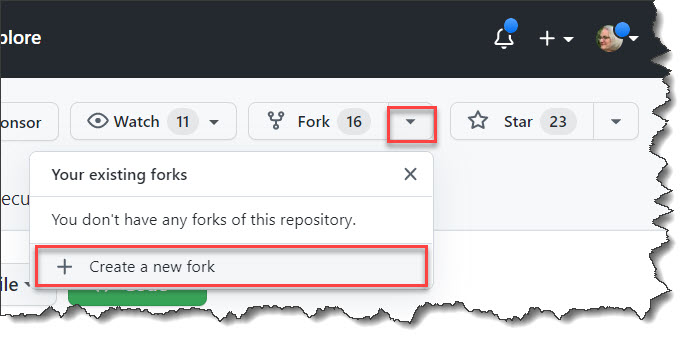 plore
onsor
Watch 11
Fork 16
Star 23
Your existing forks
You don't have any forks of this repository.
ecu
Create a new fork
ile